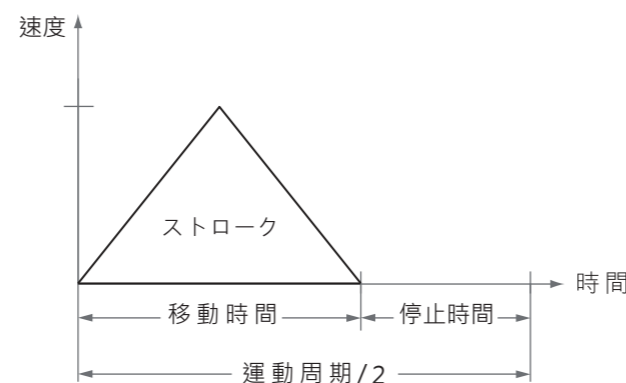 速度
ストローク
時間
移動時間
停止時間
運動周期/2